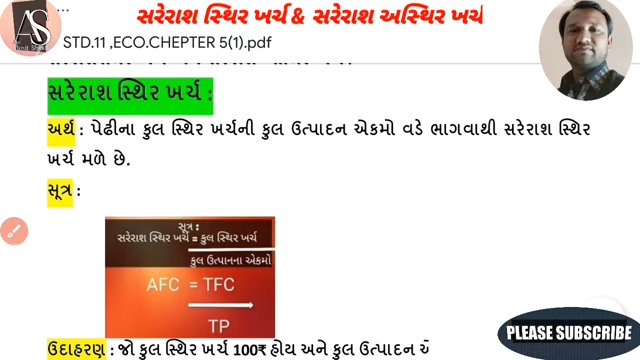 સરેરાશ સ્થિર ખર્ચ & સરેરાશ અસ્થિર ખર્ચ
AS
STD.11 ,ECO.CHEPTER 5(1).pdf
સરેરાશ સ્થિર ખર્ચ :
અર્થ : પેઢીના કુલ સ્થિર ખર્ચની કુલ ઉત્પાદન એકમો વડે ભાગવાથી સરેરાશ સ્થિર
ખર્ચ મળે છે.
સૂત્ર :
સૂત્ર :
સરેરાશ સ્થિર ખર્ચ = કુલ સ્થિર ખર્ચ
કુલ ઉત્પાનના એકમો
AFC = TFC
TP
ઉદાહરણ : જો કુલ સ્થિર ખર્ચ 100₹ હોય અને કુલ ઉત્પાદન
PLEASE SUBSCRIBE